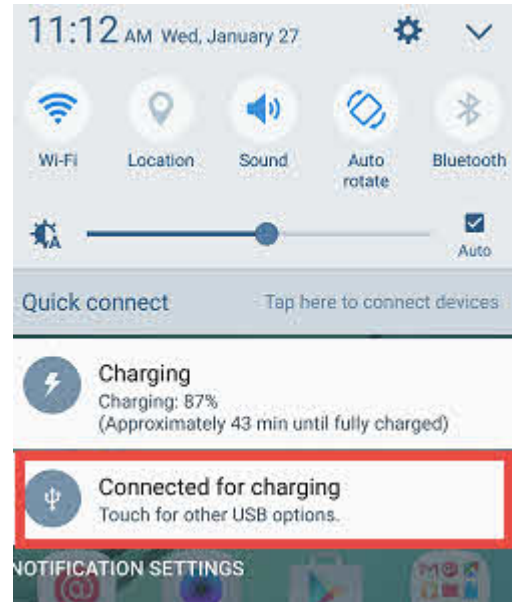 11:12 AM Wed, January 27
Wi-Fi Location Sound Auto rotate Bluetooth
A Auto
Quick connect Tap here to connect devices
Charging
Charging: 87%
(Approximately 43 min until fully charged)
Connected for charging
Touch for other USB options.
NOTIFICATION SETTINGS